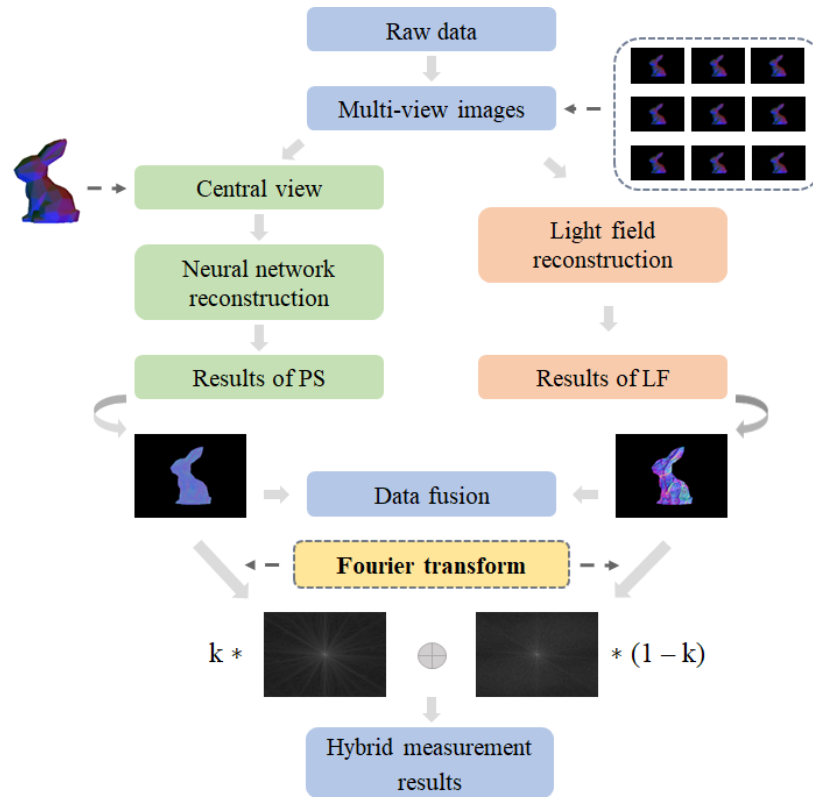 Raw data
Multi-view images
Central view
Light field
reconstruction
Neural network
reconstruction
Results of PS
Results of LF
Data fusion
Fourier transform
k *
* (1 – k)
Hybrid measurement
results